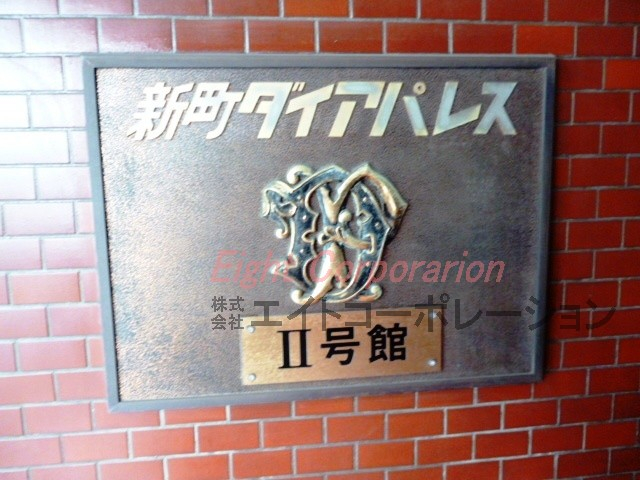 新町ダイアパレス
Eight Corporarion
株式会社エイトコーポレーション
II号館